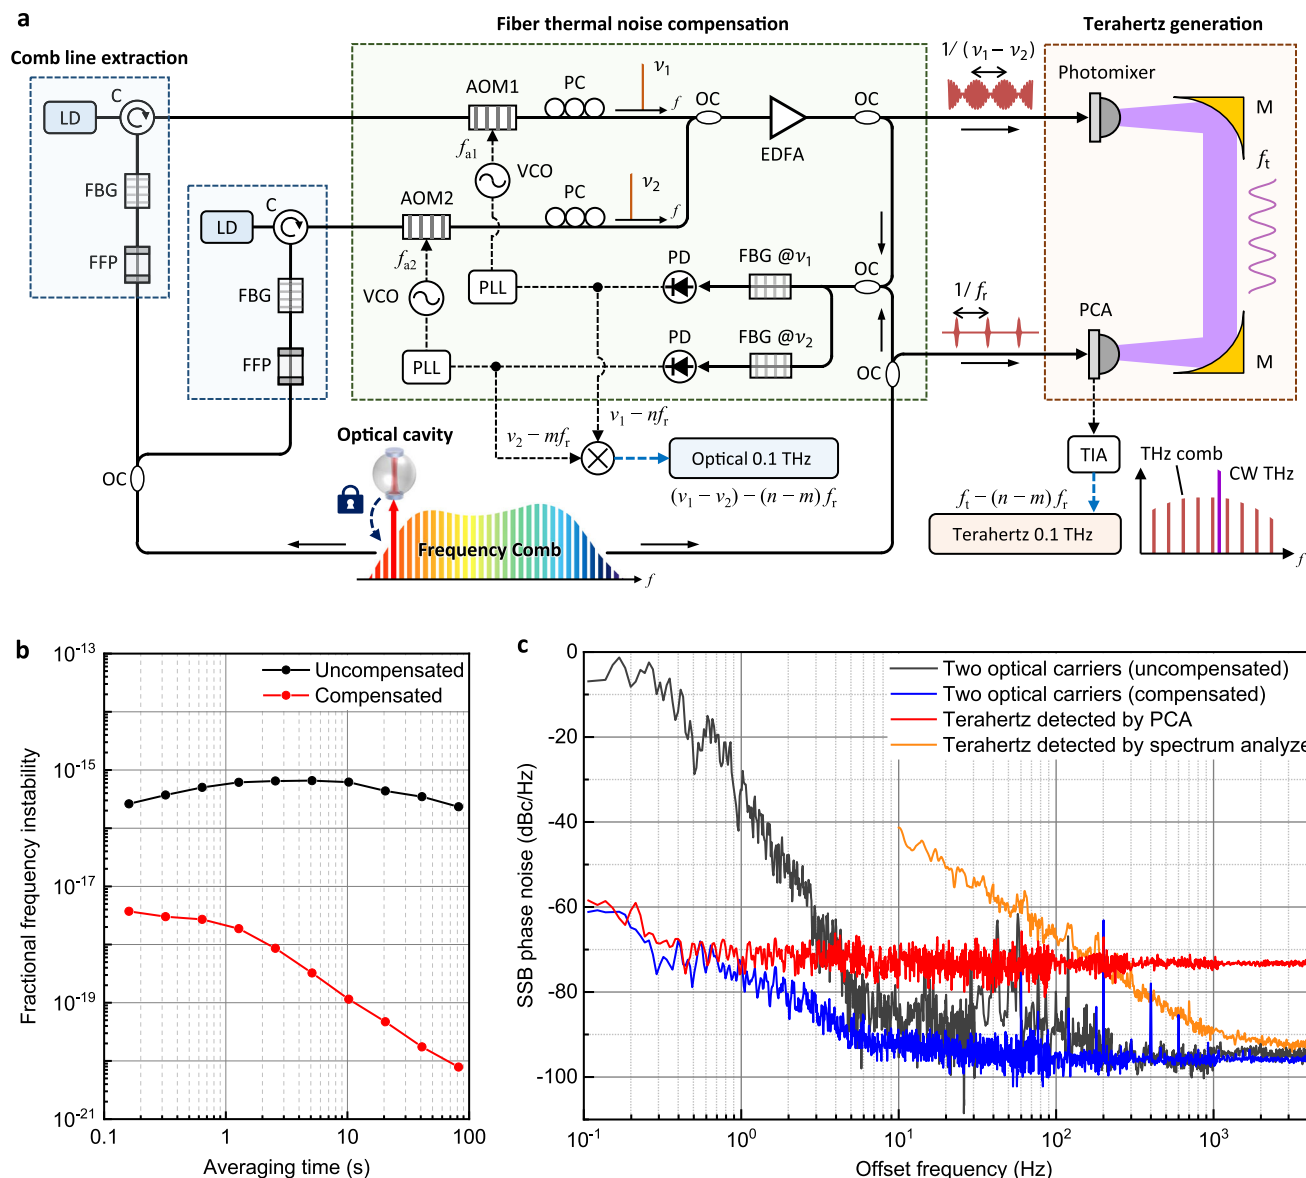 a
Fiber thermal noise compensation
Terahertz generation
Comb line extraction
LD
C
FBG
FFP
LD
C
FBG
FFP
OC
AOM1
PC
ν1
f
OC
EDFA
OC
fa1
VCO
AOM2
PC
ν2
f
fa2
VCO
PLL
PLL
PD
FBG @ν1
OC
PD
FBG @ν2
OC
1/ (ν1 − ν2)
Photomixer
M
ft
1/ fr
PCA
M
ν1 − nfr
ν2 − mfr
Optical 0.1 THz
(ν1 − ν2) − (n − m) fr
Optical cavity
Frequency Comb
f
TIA
ft − (n − m) fr
Terahertz 0.1 THz
THz comb
CW THz
f
b
10-13
10-15
10-17
10-19
10-21
Fractional frequency instability
Uncompensated
Compensated
0.1
1
10
100
Averaging time (s)
c
0
-20
-40
-60
-80
-100
SSB phase noise (dBc/Hz)
Two optical carriers (uncompensated)
Two optical carriers (compensated)
Terahertz detected by PCA
Terahertz detected by spectrum analyze
10-1
100
101
102
103
Offset frequency (Hz)